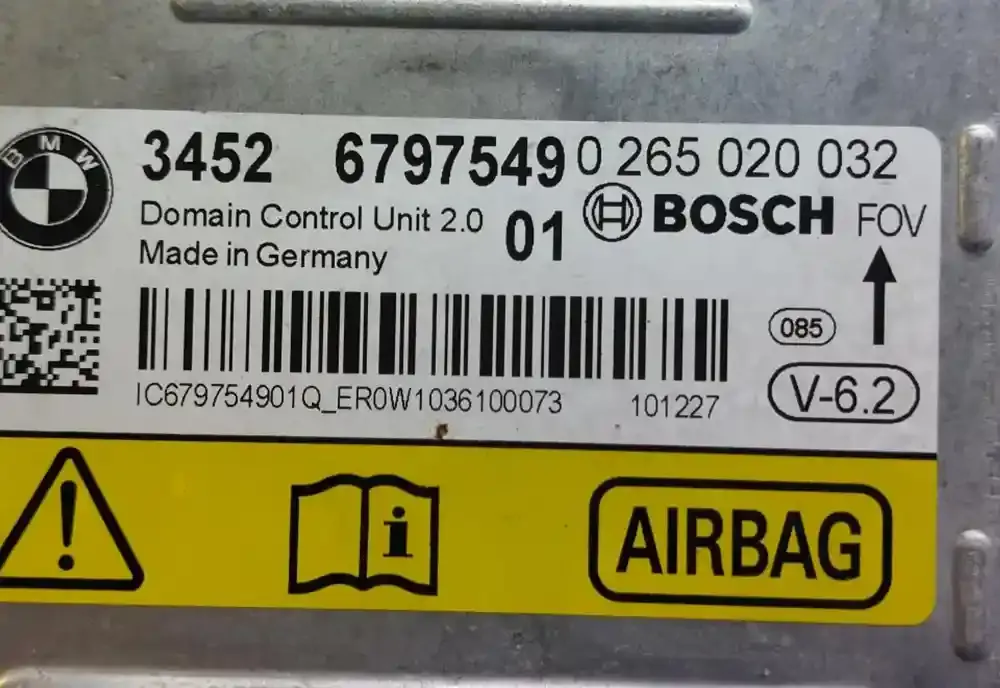 BMW
3452 6797549 0 265 020 032
Domain Control Unit 2.0 01 BOSCH FOV
Made in Germany
085
IC679754901Q_ER0W1036100073 101227 V-6.2
i
AIRBAG